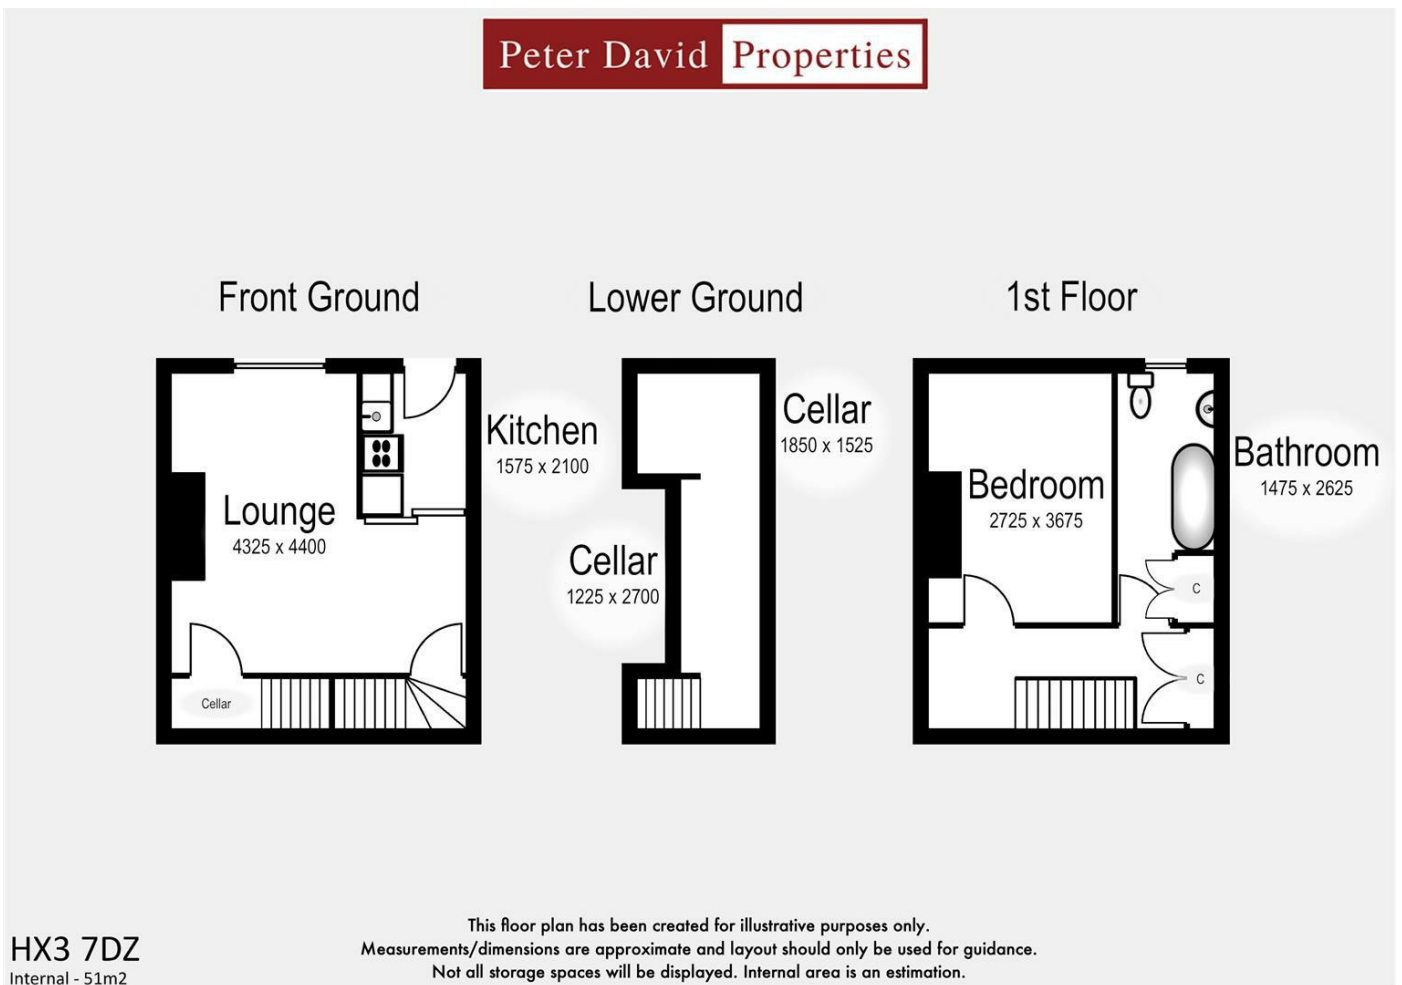 Peter David Properties
Front Ground
Lower Ground
1st Floor
Kitchen
1575 x 2100
Lounge
4325 x 4400
Cellar
Cellar
1850 x 1525
Cellar
1225 x 2700
Bedroom
2725 x 3675
Bathroom
1475 x 2625
C
C
This floor plan has been created for illustrative purposes only.
Measurements/dimensions are approximate and layout should only be used for guidance.
Not all storage spaces will be displayed. Internal area is an estimation.
HX3 7DZ
Internal - 51m2